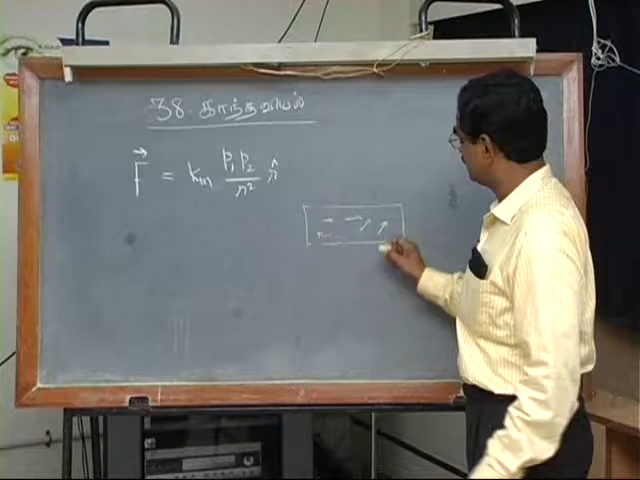 38. காந்தவியல்
F⃗ = kₘ p₁p₂/r² r̂